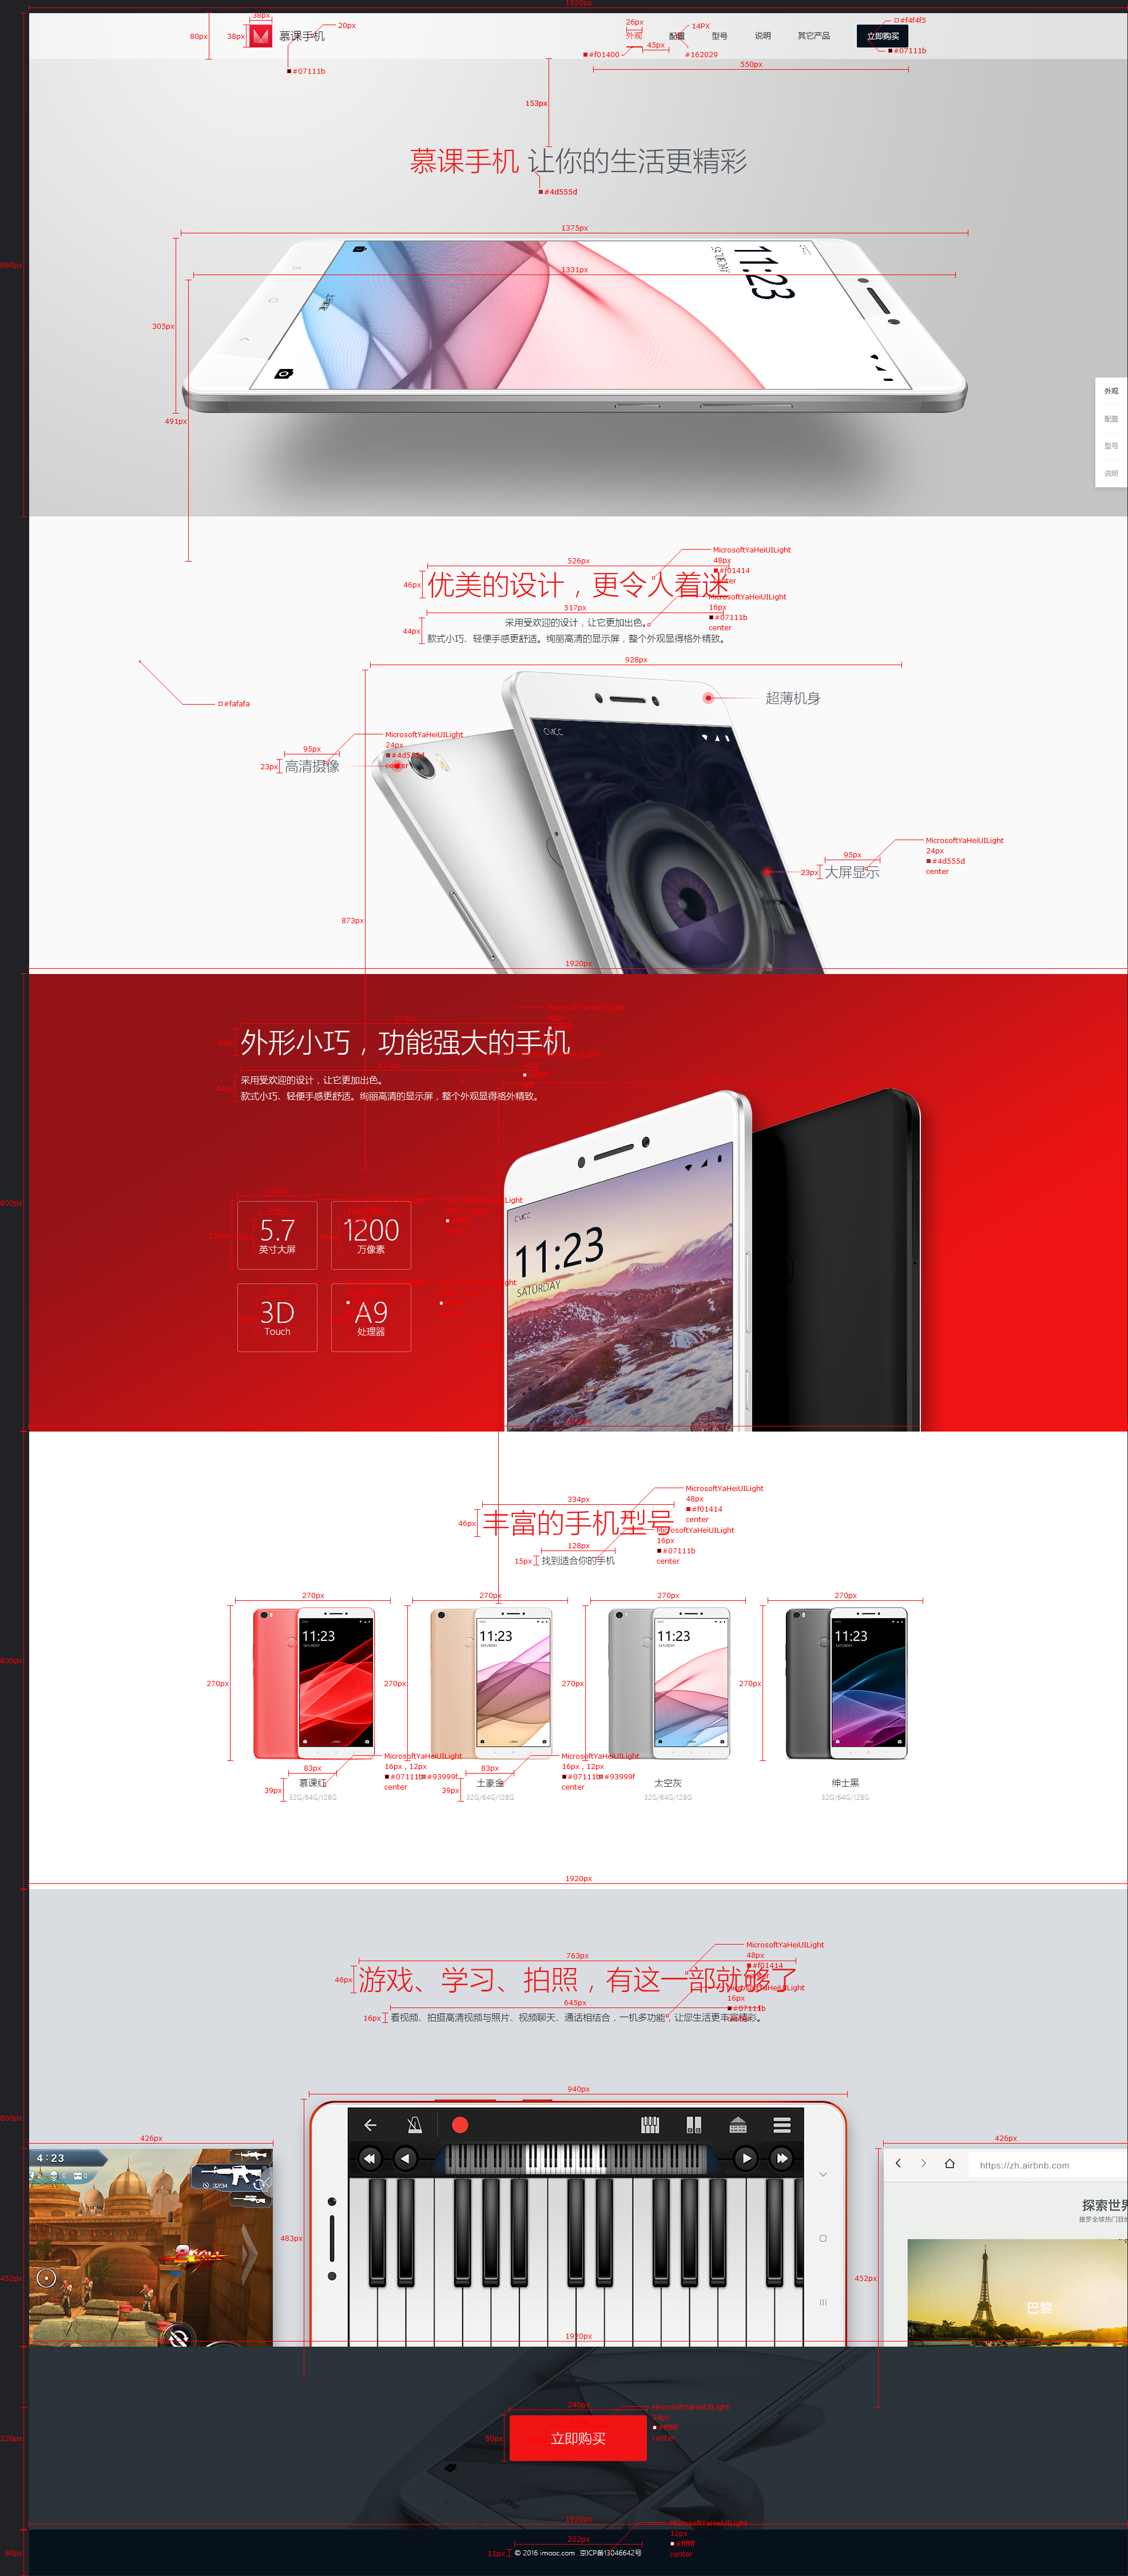 1920px
38px
80px
38px
慕课手机
20px
#07111b
26px
14PX
外观
配置
型号
说明
其它产品
立即购买
#f4f4f5
45px
#f01400
#162029
#07111b
550px
153px
慕课手机 让你的生活更精彩
#4d555d
880px
1375px
1331px
305px
491px
11:23
外观
配置
型号
说明
MicrosoftYaHeiUILight
48px
#f01414
center
526px
46px
优美的设计，更令人着迷
MicrosoftYaHeiUILight
16px
#07111b
center
517px
44px
采用受欢迎的设计，让它更加出色。
款式小巧、轻便手感更舒适。绚丽高清的显示屏，整个外观显得格外精致。
928px
#fafafa
超薄机身
MicrosoftYaHeiUILight
24px
#4d555d
center
95px
23px
高清摄像
MicrosoftYaHeiUILight
24px
#4d555d
center
95px
23px
大屏显示
873px
1920px
外形小巧，功能强大的手机
采用受欢迎的设计，让它更加出色。
款式小巧、轻便手感更舒适。绚丽高清的显示屏，整个外观显得格外精致。
800px
5.7
英寸大屏
1200
万像素
3D
Touch
A9
处理器
11:23
SATURDAY
MicrosoftYaHeiUILight
48px
#f01414
center
334px
46px
丰富的手机型号
MicrosoftYaHeiUILight
16px
#07111b
center
128px
15px
找到适合你的手机
800px
270px
270px
270px
270px
270px
270px
270px
270px
11:23
SATURDAY
11:23
SATURDAY
11:23
SATURDAY
11:23
SATURDAY
MicrosoftYaHeiUILight
16px , 12px
#07111b #93999f
center
MicrosoftYaHeiUILight
16px , 12px
#07111b #93999f
center
83px
39px
慕课红
32G/64G/128G
83px
39px
土豪金
32G/64G/128G
太空灰
32G/64G/128G
绅士黑
32G/64G/128G
1920px
MicrosoftYaHeiUILight
48px
#f01414
763px
46px
游戏、学习、拍照，有这一部就够了
MicrosoftYaHeiUILight
16px
#07111b
645px
16px
看视频、拍摄高清视频与照片、视频聊天、通话相结合，一机多功能，让您生活更丰富精彩。
800px
940px
426px
426px
4:23
483px
452px
452px
https://zh.airbnb.com
探索世界
搜罗全球热门目的
巴黎
1920px
240px
80px
立即购买
MicrosoftYaHeiUILight
24px
#ffffff
center
320px
1920px
MicrosoftYaHeiUILight
12px
#ffffff
center
222px
11px
© 2016 imooc.com 京ICP备13046642号
80px